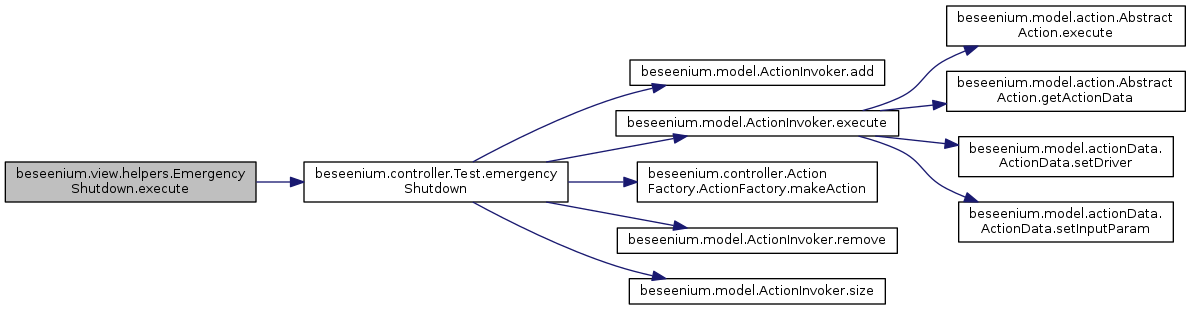 beseenium.view.helpers.Emergency
Shutdown.execute
beseenium.controller.Test.emergency
Shutdown
beseenium.model.ActionInvoker.add
beseenium.model.ActionInvoker.execute
beseenium.controller.Action
Factory.ActionFactory.makeAction
beseenium.model.ActionInvoker.remove
beseenium.model.ActionInvoker.size
beseenium.model.action.Abstract
Action.execute
beseenium.model.action.Abstract
Action.getActionData
beseenium.model.actionData.
ActionData.setDriver
beseenium.model.actionData.
ActionData.setInputParam